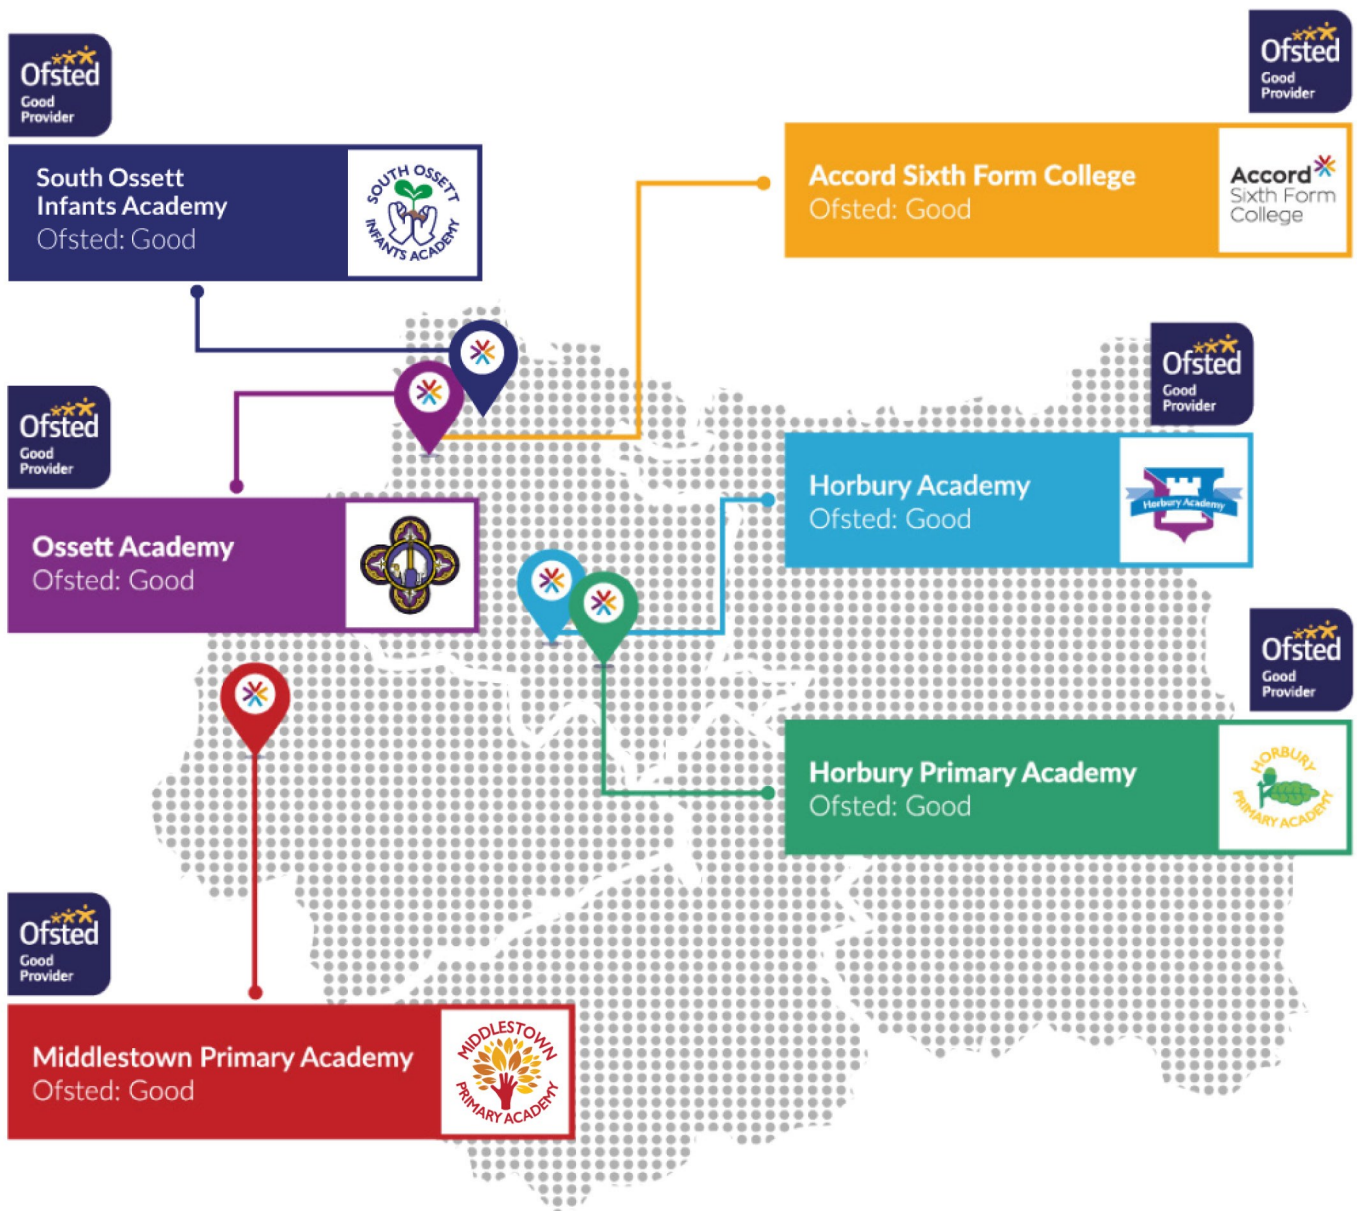 Ofsted
Good
Provider
South Ossett
Infants Academy
Ofsted: Good
SOUTH OSSETT
INFANTS ACADEMY
Ofsted
Good
Provider
Accord Sixth Form College
Ofsted: Good
Accord
Sixth Form
College
Ofsted
Good
Provider
Ossett Academy
Ofsted: Good
Ofsted
Good
Provider
Horbury Academy
Ofsted: Good
Horbury Academy
Ofsted
Good
Provider
Horbury Primary Academy
Ofsted: Good
HORBURY
PRIMARY ACADEMY
Ofsted
Good
Provider
Middlestown Primary Academy
Ofsted: Good
MIDDLESTOWN
PRIMARY ACADEMY